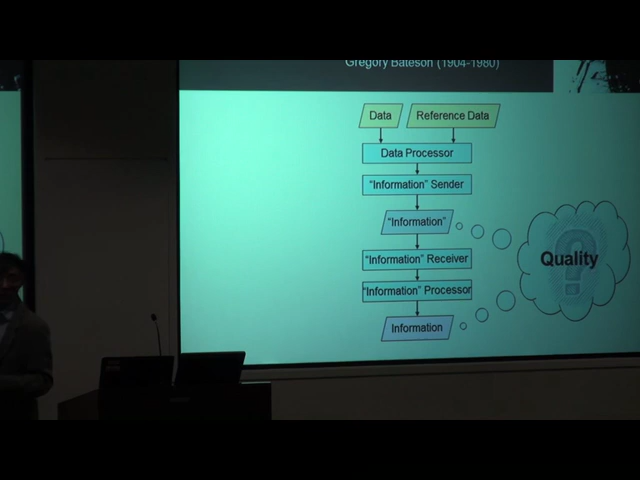 Gregory Bateson (1904-1980)
Data
Reference Data
Data Processor
“Information” Sender
“Information”
“Information” Receiver
“Information” Processor
Information
Quality
?